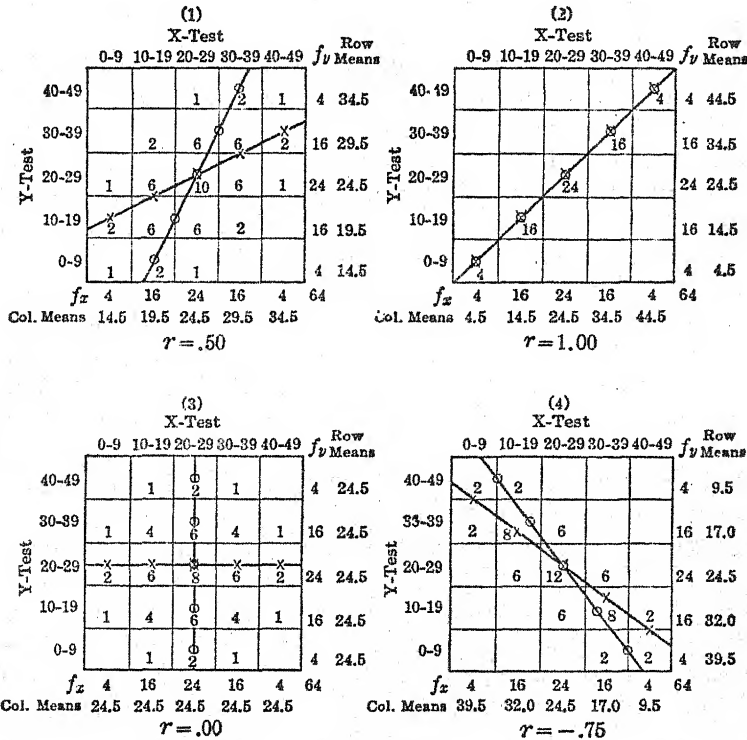 (1)
X-Test
0-9 10-19 20-29 30-39 40-49 fy Row Means
Y-Test
40-49 1 2 1 4 34.5
30-39 2 6 6 2 16 29.5
20-29 1 6 10 6 1 24 24.5
10-19 2 6 6 2 16 19.5
0-9 1 2 1 4 14.5
fx 4 16 24 16 4 64
Col. Means 14.5 19.5 24.5 29.5 34.5
r=.50
(2)
X-Test
0-9 10-19 20-29 30-39 40-49 fy Row Means
Y-Test
40-49 4 4 44.5
30-39 16 16 34.5
20-29 24 24 24.5
10-19 16 16 14.5
0-9 4 4 4.5
fx 4 16 24 16 4 64
Col. Means 4.5 14.5 24.5 34.5 44.5
r=1.00
(3)
X-Test
0-9 10-19 20-29 30-39 40-49 fy Row Means
Y-Test
40-49 1 2 1 4 24.5
30-39 1 4 6 4 1 16 24.5
20-29 2 6 8 6 2 24 24.5
10-19 1 4 6 4 1 16 24.5
0-9 1 2 1 4 24.5
fx 4 16 24 16 4 64
Col. Means 24.5 24.5 24.5 24.5 24.5
r=.00
(4)
X-Test
0-9 10-19 20-29 30-39 40-49 fy Row Means
Y-Test
40-49 2 2 4 9.5
33-39 2 8 6 16 17.0
20-29 6 12 6 24 24.5
10-19 6 8 2 16 32.0
0-9 2 2 4 39.5
fx 4 16 24 16 4 64
Col. Means 39.5 32.0 24.5 17.0 9.5
r=-.75